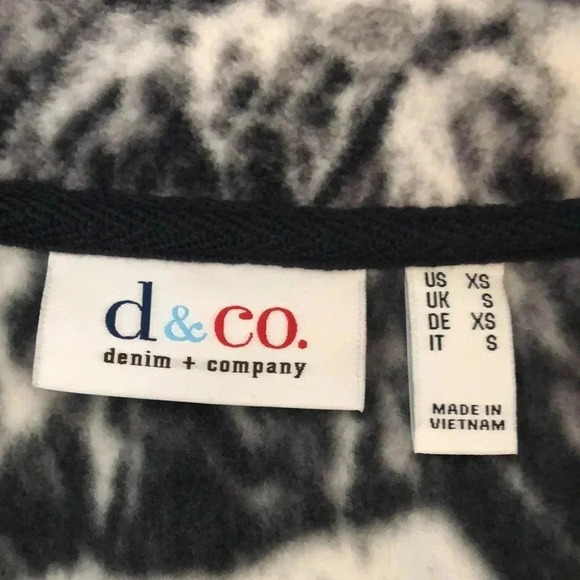 d&co.
denim + company
US XS
UK S
DE XS
IT S
MADE IN
VIETNAM